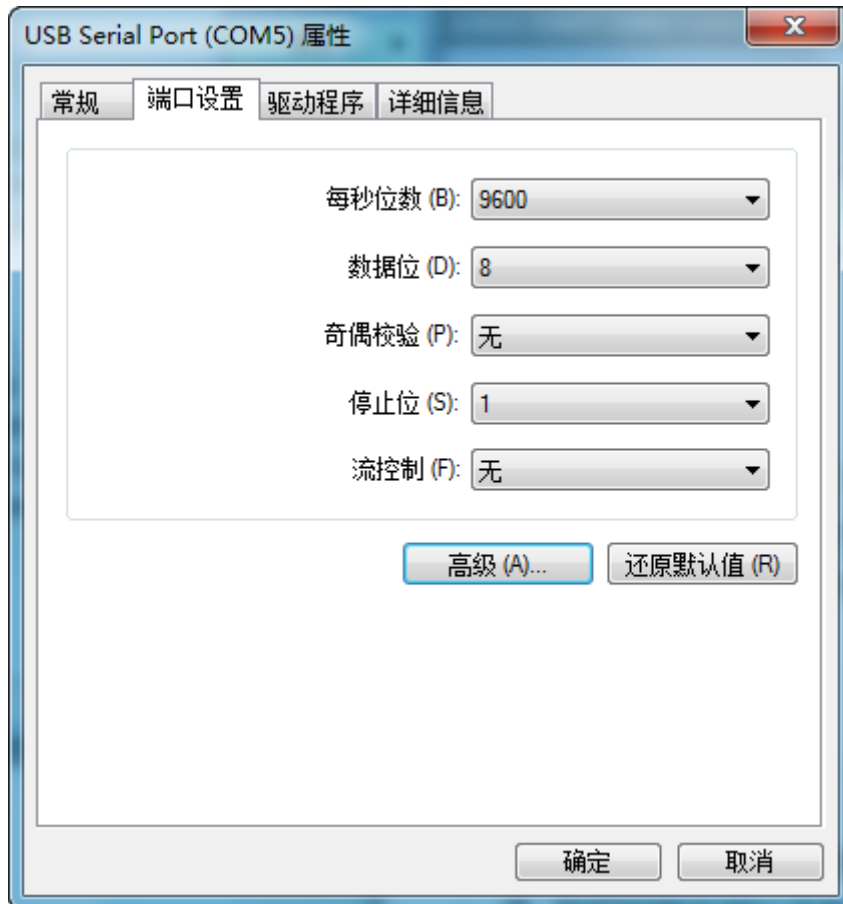 USB Serial Port (COM5) 属性
常规 端口设置 驱动程序 详细信息
每秒位数 (B): 9600
数据位 (D): 8
奇偶校验 (P): 无
停止位 (S): 1
流控制 (F): 无
高级 (A)... 还原默认值 (R)
确定 取消